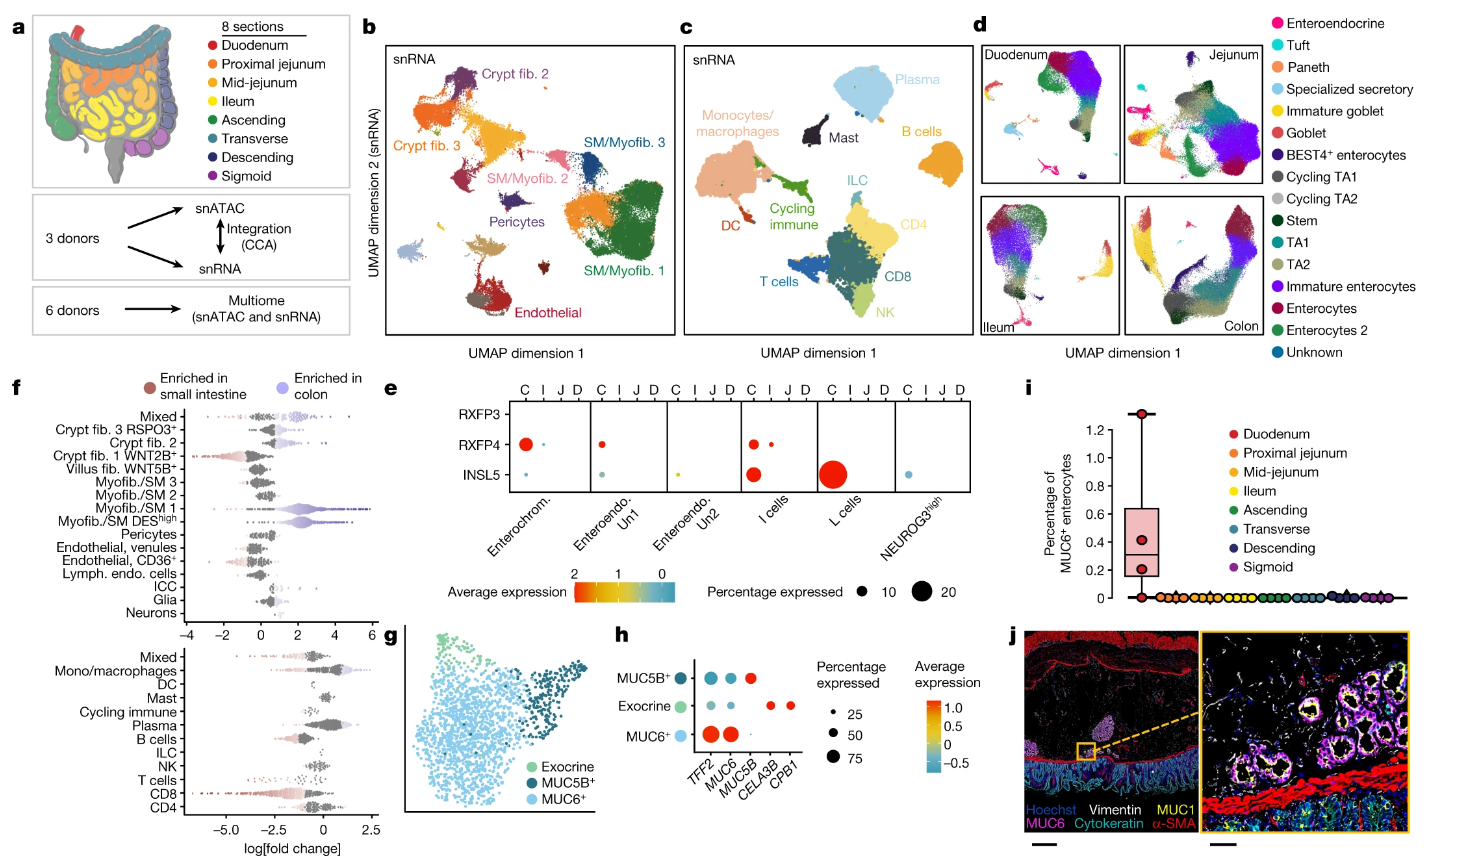 a
8 sections
Duodenum
Proximal jejunum
Mid-jejunum
Ileum
Ascending
Transverse
Descending
Sigmoid
3 donors
snATAC
Integration
(CCA)
snRNA
6 donors
Multiome
(snATAC and snRNA)
b
snRNA
Crypt fib. 2
Crypt fib. 3
SM/Myofib. 3
SM/Myofib. 2
Pericytes
SM/Myofib. 1
Endothelial
UMAP dimension 2 (snRNA)
UMAP dimension 1
c
snRNA
Plasma
Monocytes/
macrophages
Mast
B cells
ILC
Cycling
immune
DC
CD4
T cells
CD8
NK
UMAP dimension 1
d
Duodenum
Jejunum
Ileum
Colon
UMAP dimension 1
Enteroendocrine
Tuft
Paneth
Specialized secretory
Immature goblet
Goblet
BEST4⁺ enterocytes
Cycling TA1
Cycling TA2
Stem
TA1
TA2
Immature enterocytes
Enterocytes
Enterocytes 2
Unknown
f
Enriched in
small intestine
Enriched in
colon
Mixed
Crypt fib. 3 RSPO3⁺
Crypt fib. 2
Crypt fib. 1 WNT2B⁺
Villus fib. WNT5B⁺
Myofib./SM 3
Myofib./SM 2
Myofib./SM 1
Myofib./SM DESʰⁱᵍʰ
Pericytes
Endothelial, venules
Endothelial, CD36⁺
Lymph. endo. cells
ICC
Glia
Neurons
−4 −2 0 2 4 6
Mixed
Mono/macrophages
DC
Mast
Cycling immune
Plasma
B cells
ILC
NK
T cells
CD8
CD4
−5.0 −2.5 0 2.5
log[fold change]
e
C I J D C I J D C I J D C I J D C I J D C I J D
RXFP3
RXFP4
INSL5
Enterochrom.
Enteroendo.
Un1
Enteroendo.
Un2
I cells
L cells
NEUROG3ʰⁱᵍʰ
Average expression
2 1 0
Percentage expressed
10 20
g
Exocrine
MUC5B⁺
MUC6⁺
h
MUC5B⁺
Exocrine
MUC6⁺
TFF2
MUC6
MUC5B
CELA3B
CPB1
Percentage
expressed
25
50
75
Average
expression
1.0
0.5
0
−0.5
i
Percentage of
MUC6⁺ enterocytes
1.2
1.0
0.8
0.6
0.4
0.2
0
Duodenum
Proximal jejunum
Mid-jejunum
Ileum
Ascending
Transverse
Descending
Sigmoid
j
Hoechst Vimentin MUC1
MUC6 Cytokeratin α-SMA